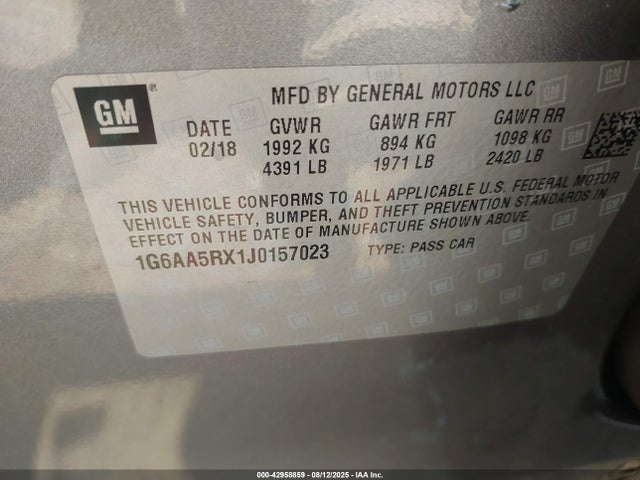 GM
MFD BY GENERAL MOTORS LLC
DATE GVWR GAWR FRT GAWR RR
02/18 1992 KG 894 KG 1098 KG
4391 LB 1971 LB 2420 LB
THIS VEHICLE CONFORMS TO ALL APPLICABLE U.S. FEDERAL MOTOR
VEHICLE SAFETY, BUMPER, AND THEFT PREVENTION STANDARDS IN
EFFECT ON THE DATE OF MANUFACTURE SHOWN ABOVE.
1G6AA5RX1J0157023 TYPE: PASS CAR
000-42958859 - 08/12/2025 - IAA Inc.